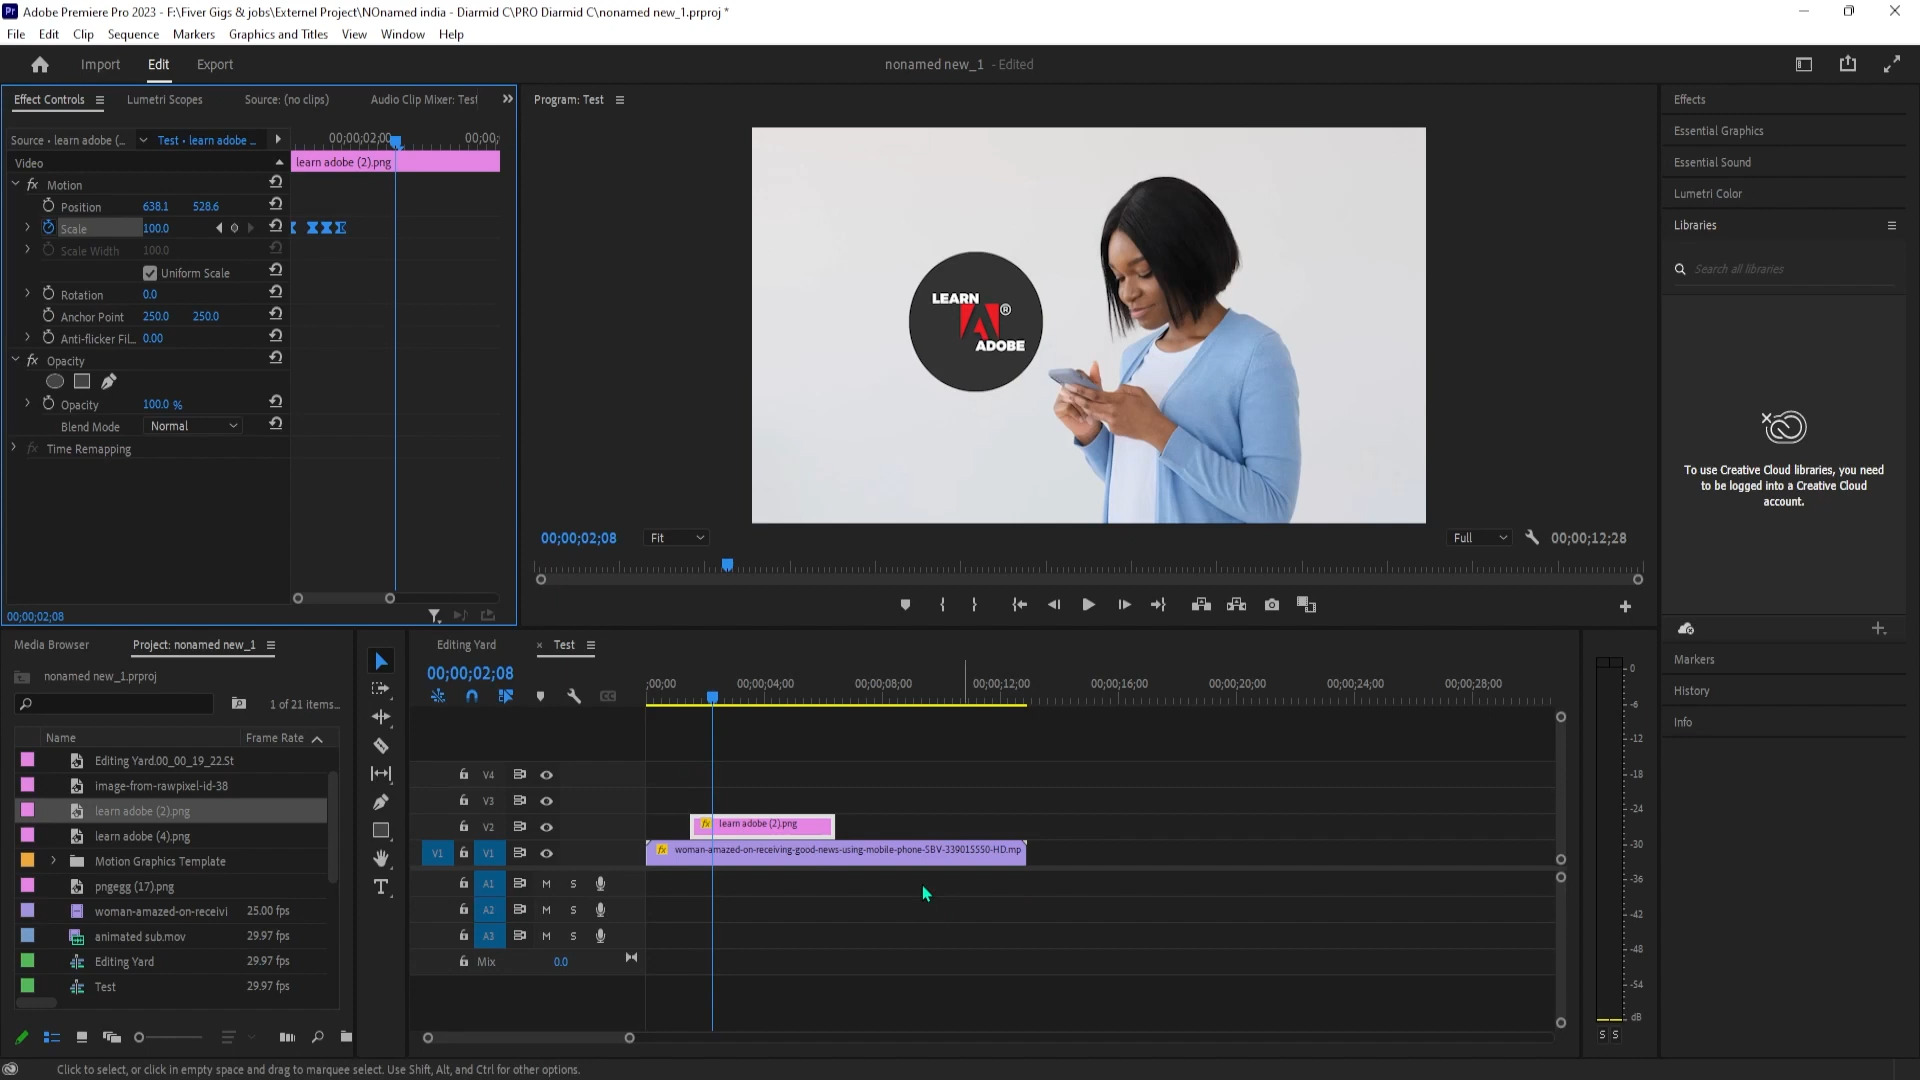 Adobe Premiere Pro 2023 - F:\Fiver Gigs & jobs\Externel Project\NOnamed india - Diarmid C\PRO Diarmid C\nonamed new_1.prproj *
File Edit Clip Sequence Markers Graphics and Titles View Window Help
Import Edit Export
nonamed new_1 - Edited
Effect Controls Lumetri Scopes Source: (no clips) Audio Clip Mixer: Test
Source • learn adobe (... Test • learn adobe ...
00;00;02;00 00;00;
Video
learn adobe (2).png
Motion
Position 638.1 528.6
Scale 100.0
Scale Width 100.0
Uniform Scale
Rotation 0.0
Anchor Point 250.0 250.0
Anti-flicker Fil... 0.00
Opacity
Opacity 100.0 %
Blend Mode Normal
Time Remapping
00;00;02;08
Program: Test
LEARN
®
ADOBE
00;00;02;08 Fit Full 00;00;12;28
Effects
Essential Graphics
Essential Sound
Lumetri Color
Libraries
Search all libraries
To use Creative Cloud libraries, you need
to be logged into a Creative Cloud
account.
Markers
History
Info
Media Browser Project: nonamed new_1
nonamed new_1.prproj
1 of 21 items...
Name Frame Rate
Editing Yard.00_00_19_22.St
image-from-rawpixel-id-38
learn adobe (2).png
learn adobe (4).png
Motion Graphics Template
pngegg (17).png
woman-amazed-on-receivi 25.00 fps
animated sub.mov 29.97 fps
Editing Yard 29.97 fps
Test 29.97 fps
Editing Yard × Test
00;00;02;08
:00;00 00;00;04;00 00;00;08;00 00;00;12;00 00;00;16;00 00;00;20;00 00;00;24;00 00;00;28;00
CC
V4
V3
V2
learn adobe (2).png
V1 V1
woman-amazed-on-receiving-good-news-using-mobile-phone-SBV-339015550-HD.mp
A1 M S
A2 M S
A3 M S
Mix 0.0
0
-6
-12
-18
-24
-30
-36
-42
-48
-54
dB
S S
Click to select, or click in empty space and drag to marquee select. Use Shift, Alt, and Ctrl for other options.